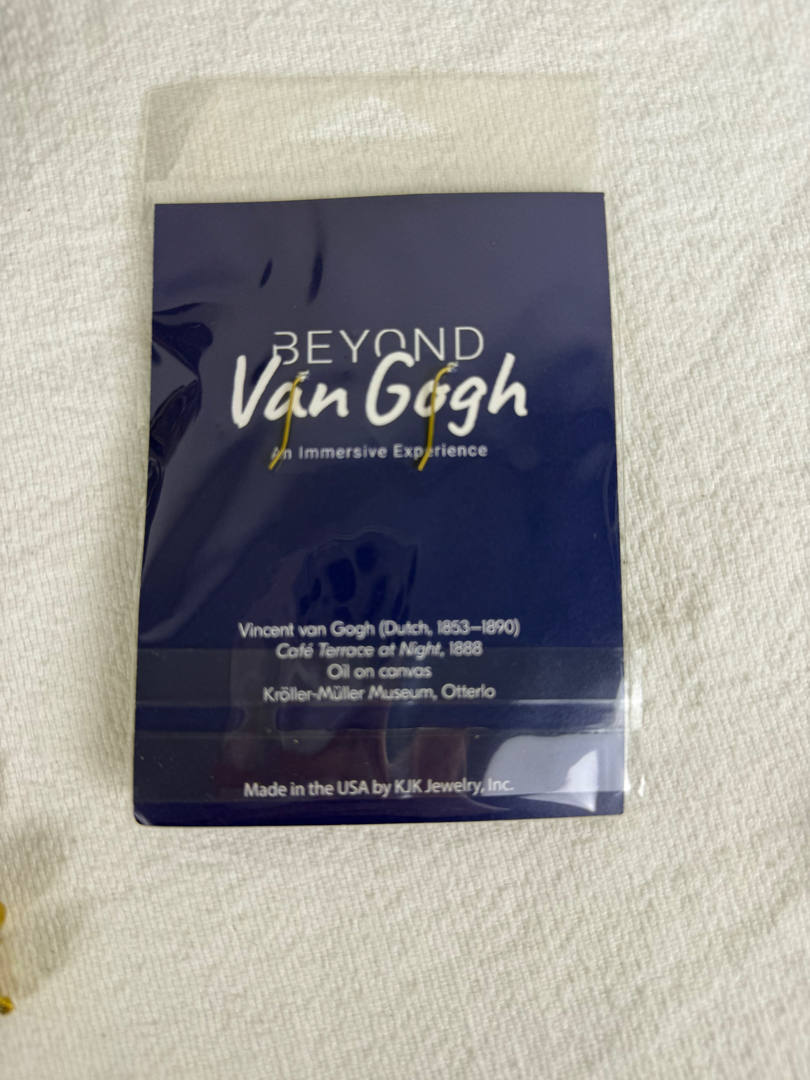 BEYOND
Van Gogh
An Immersive Experience
Vincent van Gogh (Dutch, 1853–1890)
Café Terrace at Night, 1888
Oil on canvas
Kröller-Müller Museum, Otterlo
Made in the USA by KJK Jewelry, Inc.